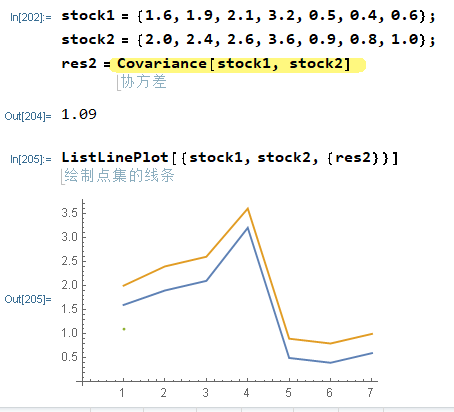 In[202]:= stock1 = {1.6, 1.9, 2.1, 3.2, 0.5, 0.4, 0.6};
stock2 = {2.0, 2.4, 2.6, 3.6, 0.9, 0.8, 1.0};
res2 = Covariance[stock1, stock2]
协方差
Out[204]= 1.09
In[205]:= ListLinePlot[{stock1, stock2, {res2}}]
绘制点集的线条
3.5
3.0
2.5
2.0
Out[205]=
1.5
1.0
0.5
1 2 3 4 5 6 7